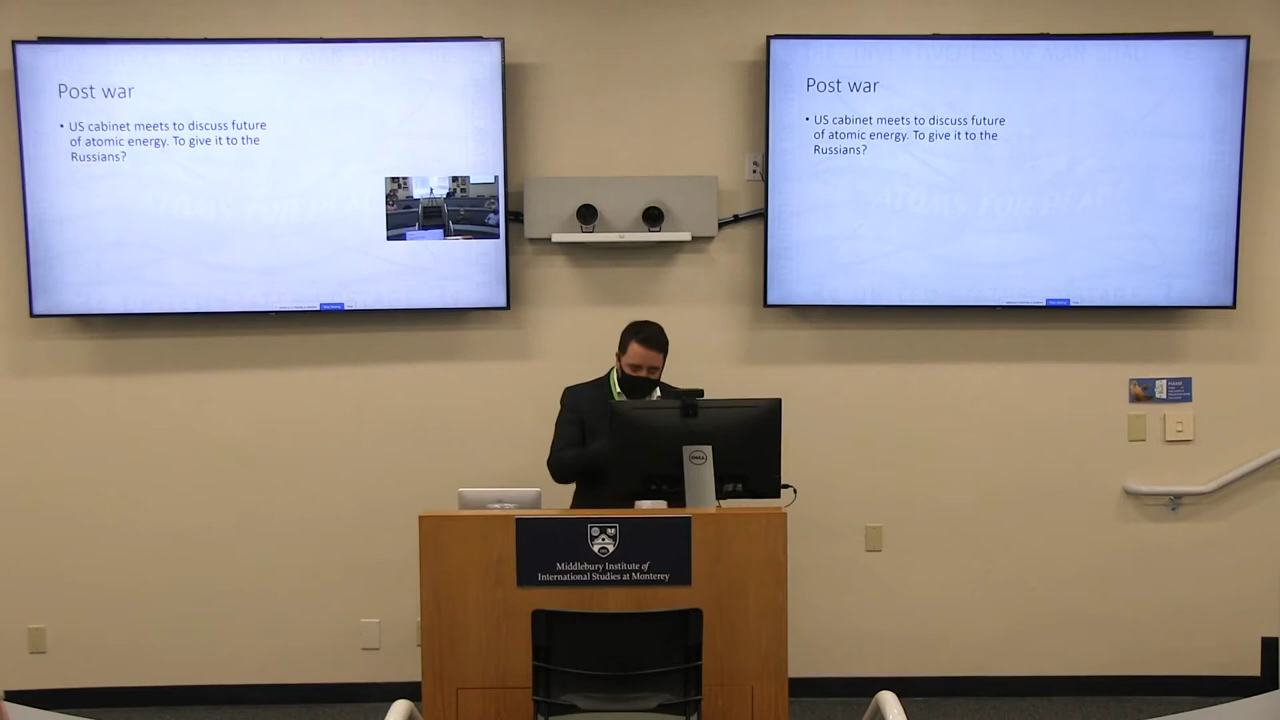 Post war
• US cabinet meets to discuss future
of atomic energy. To give it to the
Russians?
Post war
• US cabinet meets to discuss future
of atomic energy. To give it to the
Russians?
PLEASE
DELL
Middlebury Institute of
International Studies at Monterey